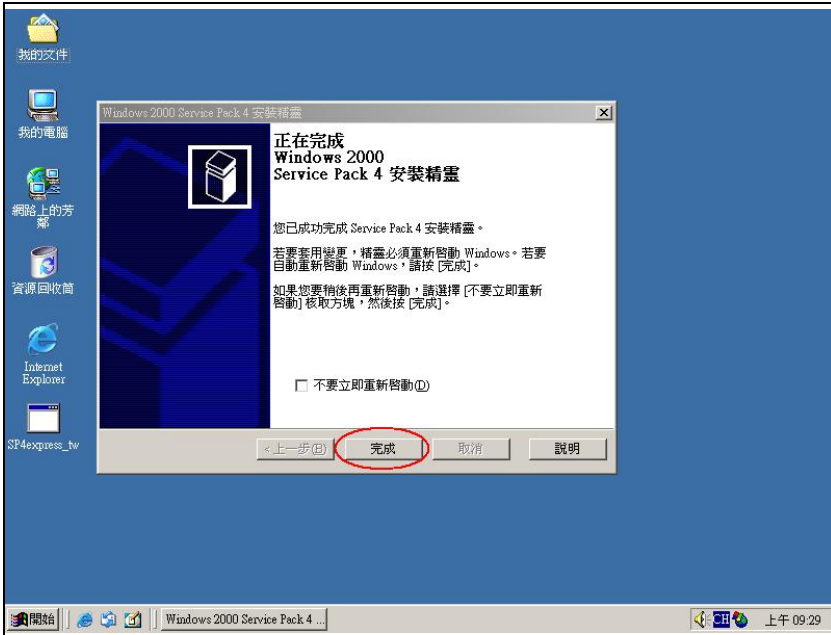 我的文件
我的電腦
網路上的芳
鄰
資源回收筒
Internet
Explorer
SP4express_tw
Windows 2000 Service Pack 4 安裝精靈
正在完成
Windows 2000
Service Pack 4 安裝精靈
您已成功完成 Service Pack 4 安裝精靈。
若要套用變更，精靈必須重新啓動 Windows。若要
自動重新啓動 Windows，請按 [完成]。
如果您要稍後再重新啓動，請選擇 [不要立即重新
啓動] 核取方塊，然後按 [完成]。
不要立即重新啓動(D)
<上一步(B)
完成
取消
說明
開始
Windows 2000 Service Pack 4 ...
CH
上午 09:29